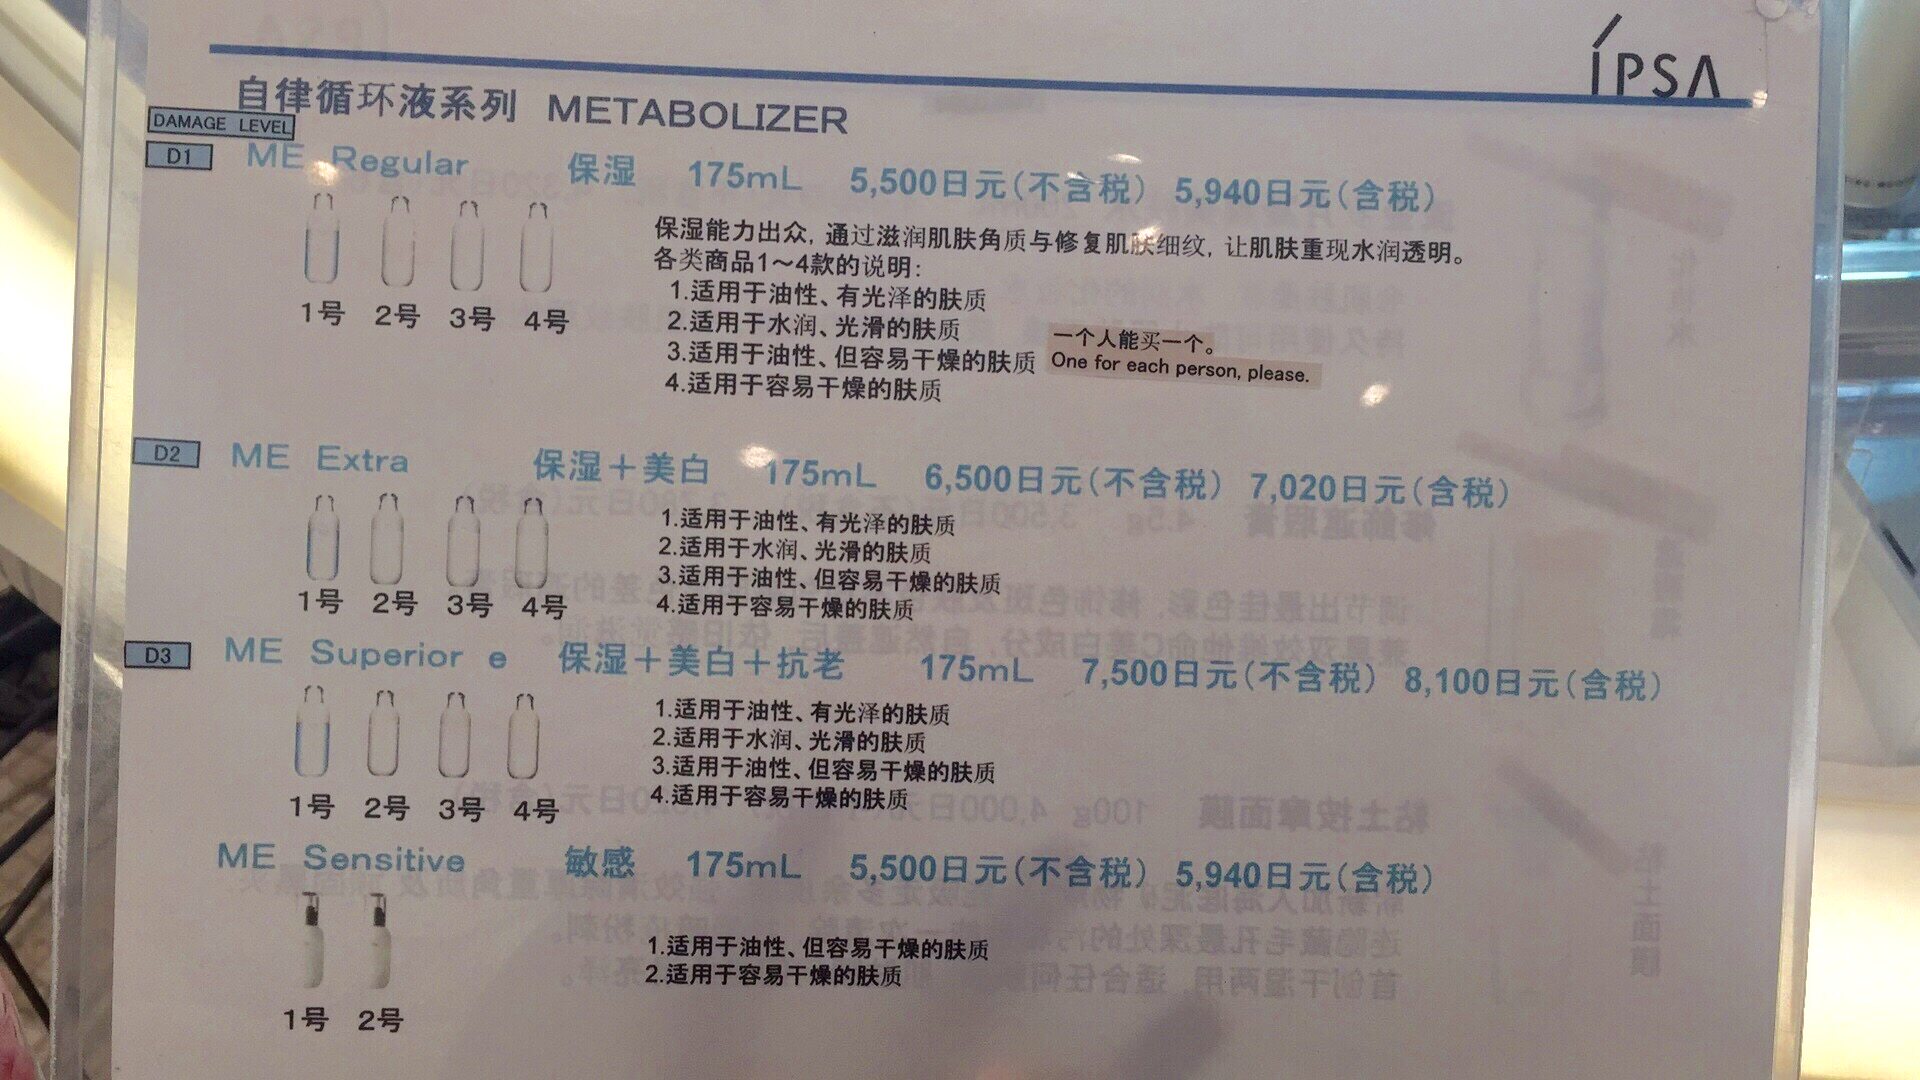 ÍPSA
自律循环液系列 METABOLIZER
DAMAGE LEVEL
D1 ME Regular 保湿 175mL 5,500日元(不含税) 5,940日元(含税)
1号 2号 3号 4号
保湿能力出众,通过滋润肌肤角质与修复肌肤细纹,让肌肤重现水润透明。
各类商品1～4款的说明:
1.适用于油性、有光泽的肤质
2.适用于水润、光滑的肤质
3.适用于油性、但容易干燥的肤质
4.适用于容易干燥的肤质
一个人能买一个。
One for each person, please.
D2 ME Extra 保湿＋美白 175mL 6,500日元(不含税) 7,020日元(含税)
1号 2号 3号 4号
1.适用于油性、有光泽的肤质
2.适用于水润、光滑的肤质
3.适用于油性、但容易干燥的肤质
4.适用于容易干燥的肤质
D3 ME Superior e 保湿＋美白＋抗老 175mL 7,500日元(不含税) 8,100日元(含税)
1号 2号 3号 4号
1.适用于油性、有光泽的肤质
2.适用于水润、光滑的肤质
3.适用于油性、但容易干燥的肤质
4.适用于容易干燥的肤质
ME Sensitive 敏感 175mL 5,500日元(不含税) 5,940日元(含税)
1号 2号
1.适用于油性、但容易干燥的肤质
2.适用于容易干燥的肤质